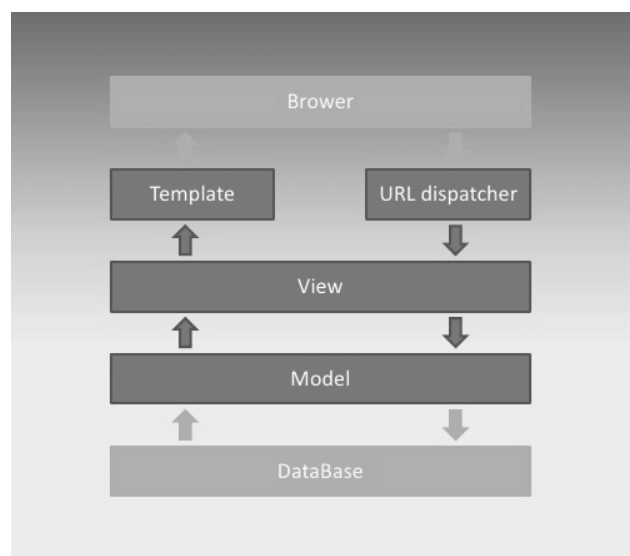 Brower
Template
URL dispatcher
View
Model
DataBase